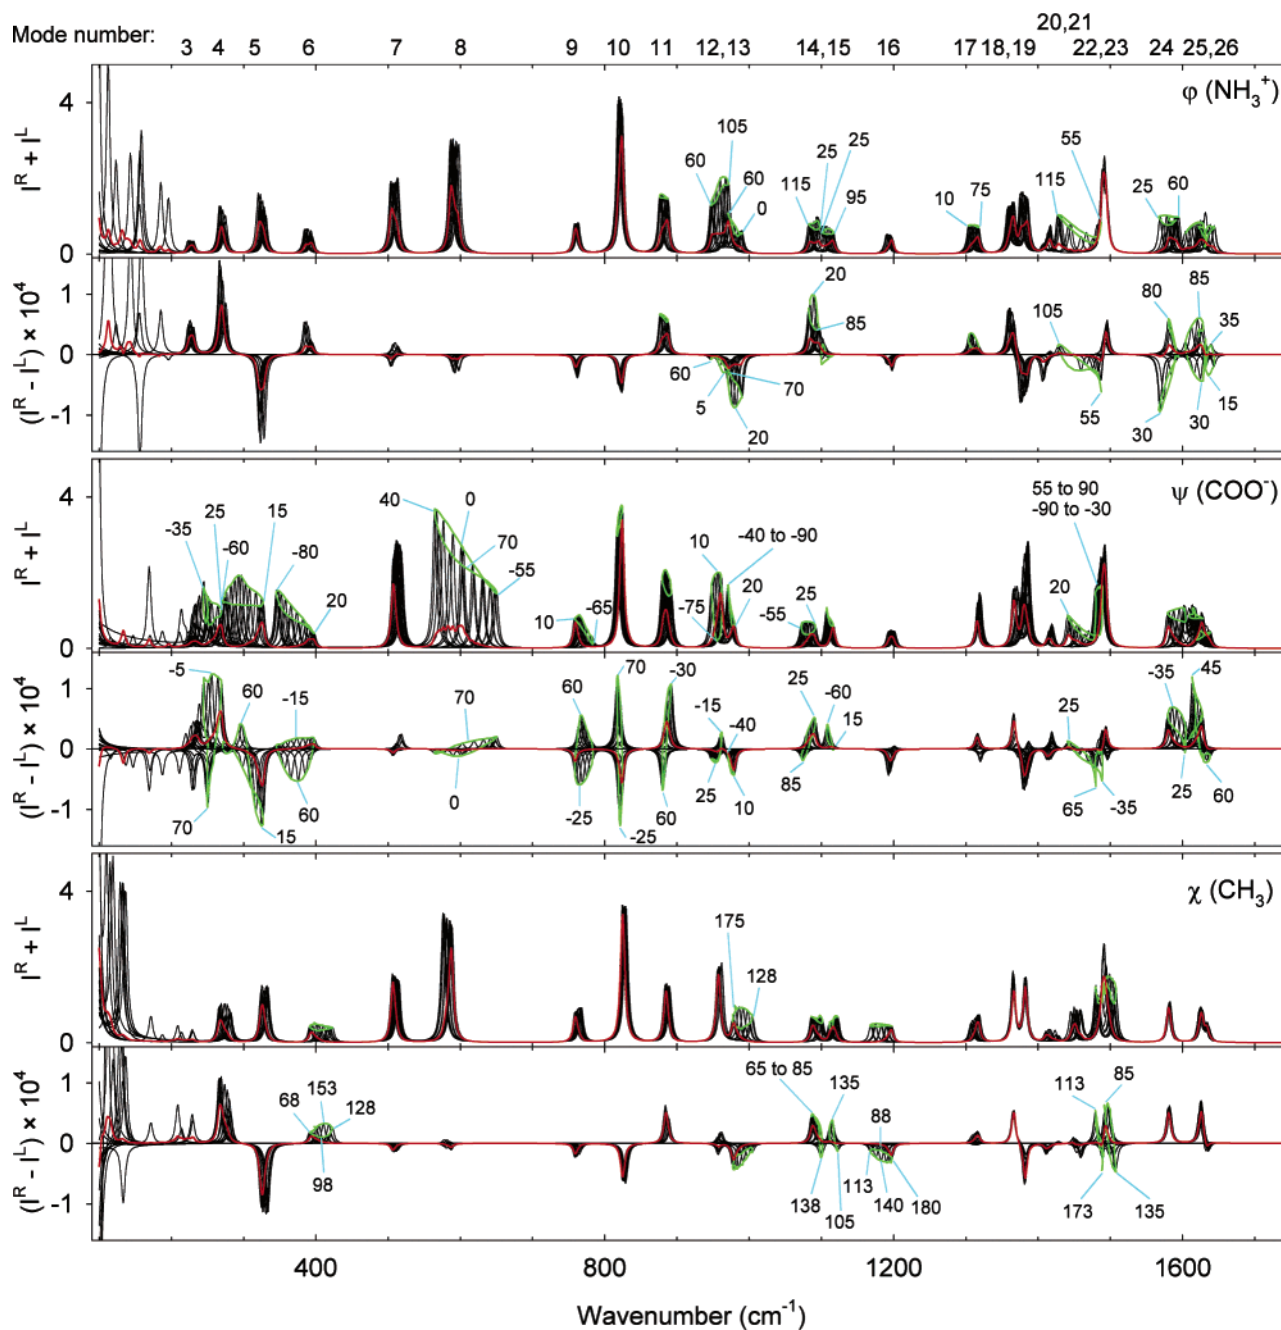 20,21
Mode number: 3 4 5 6 7 8 9 10 11 12,13 14,15 16 17 18,19 22,23 24 25,26
φ (NH₃⁺)
I^R + I^L
4
0
60 105 60 0 115 25 25 95 10 75 115 55 25 60
(I^R - I^L) × 10⁴
1
0
-1
60 5 20 70 20 85 105 55 80 30 85 35 30 15
ψ (COO⁻)
I^R + I^L
4
0
-35 25 -60 15 -80 20 40 0 70 -55 10 -65 10 -75 -40 to -90 20 -55 25 20
55 to 90
-90 to -30
(I^R - I^L) × 10⁴
1
0
-1
-5 60 -15 70 15 60 70 0 60 -25 70 -25 -30 60 -15 -40 25 10 25 -60 15 85 25 65 -35 -35 45 25 60
χ (CH₃)
I^R + I^L
4
0
175 128
(I^R - I^L) × 10⁴
1
0
-1
68 153 128 98 65 to 85 135 88 138 105 113 140 180 113 85 173 135
400 800 1200 1600
Wavenumber (cm⁻¹)